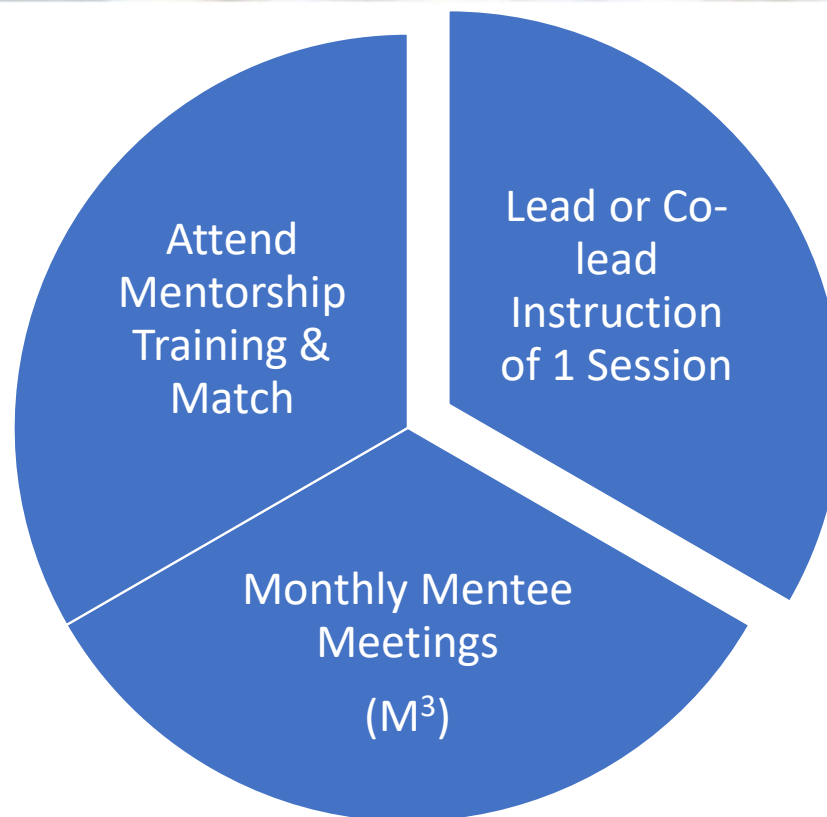 Attend
Mentorship
Training &
Match
Lead or Co-
lead
Instruction
of 1 Session
Monthly Mentee
Meetings
(M³)